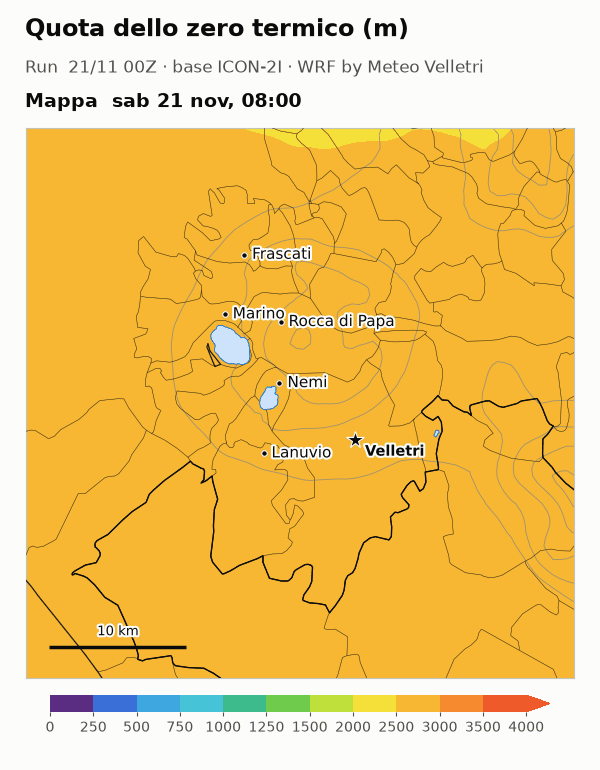 Quota dello zero termico (m)
Run  21/11 00Z · base ICON-2I · WRF by Meteo Velletri
Mappa  sab 21 nov, 08:00
Frascati
Marino
Rocca di Papa
Nemi
Velletri
Lanuvio
10 km
0 250 500 750 1000 1250 1500 2000 2500 3000 3500 4000